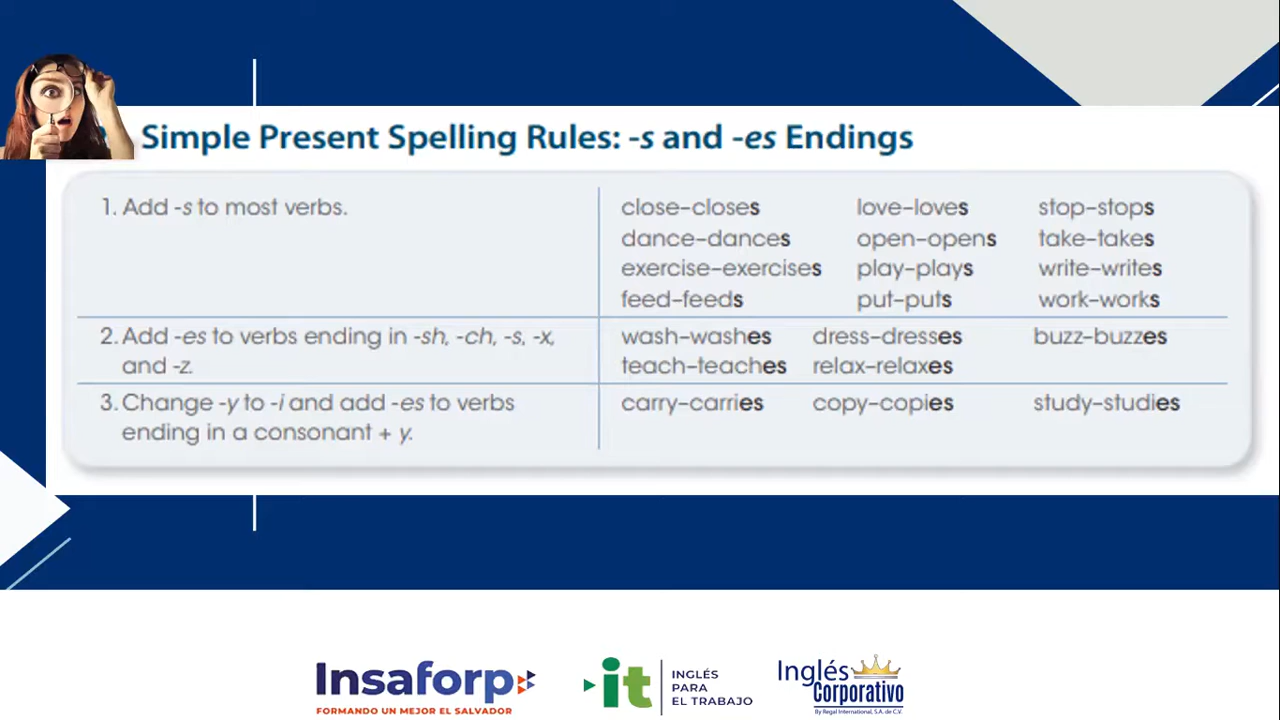 Simple Present Spelling Rules: -s and -es Endings
1. Add -s to most verbs.
close–closes love–loves stop–stops
dance–dances open–opens take–takes
exercise–exercises play–plays write–writes
feed–feeds put–puts work–works
2. Add -es to verbs ending in -sh, -ch, -s, -x,
and -z.
wash–washes dress–dresses buzz–buzzes
teach–teaches relax–relaxes
3. Change -y to -i and add -es to verbs
ending in a consonant + y.
carry–carries copy–copies study–studies
Insaforp
FORMANDO UN MEJOR EL SALVADOR
it
INGLÉS
PARA
EL TRABAJO
Inglés
Corporativo
By Regal International, S.A. de C.V.